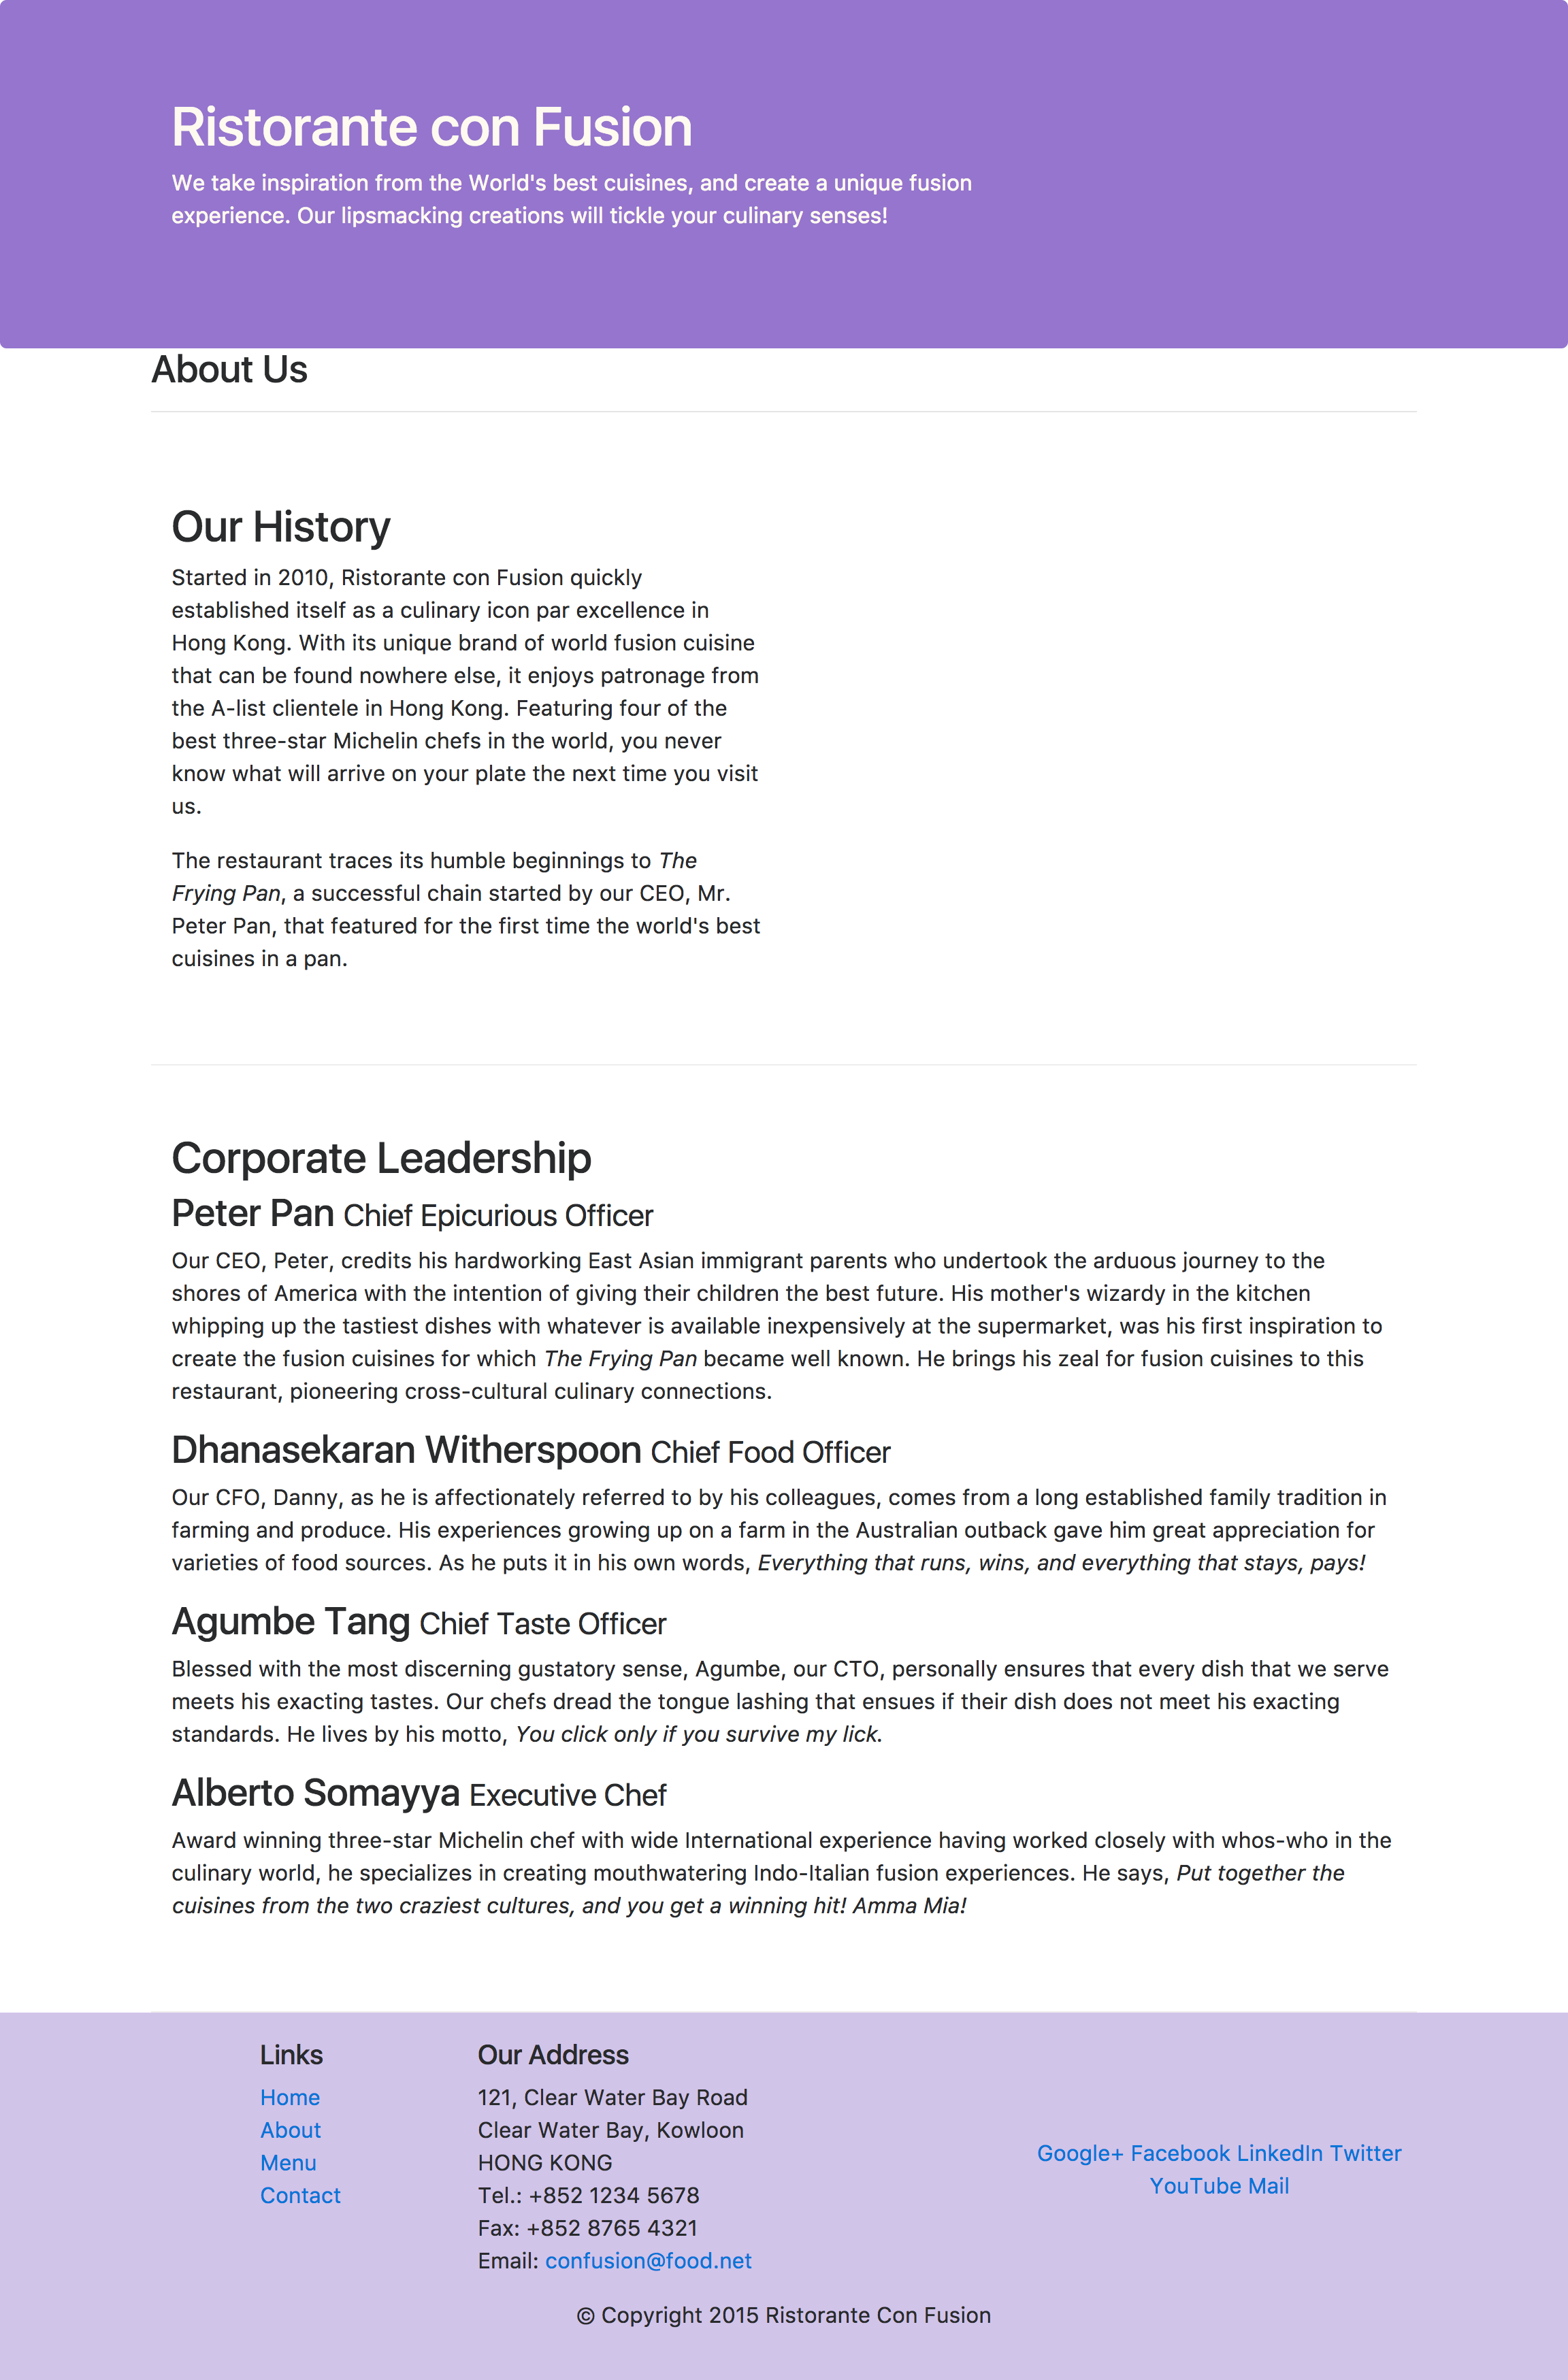 Ristorante con Fusion
We take inspiration from the World's best cuisines, and create a unique fusion
experience. Our lipsmacking creations will tickle your culinary senses!
About Us
Our History
Started in 2010, Ristorante con Fusion quickly
established itself as a culinary icon par excellence in
Hong Kong. With its unique brand of world fusion cuisine
that can be found nowhere else, it enjoys patronage from
the A-list clientele in Hong Kong. Featuring four of the
best three-star Michelin chefs in the world, you never
know what will arrive on your plate the next time you visit
us.
The restaurant traces its humble beginnings to The
Frying Pan, a successful chain started by our CEO, Mr.
Peter Pan, that featured for the first time the world's best
cuisines in a pan.
Corporate Leadership
Peter Pan Chief Epicurious Officer
Our CEO, Peter, credits his hardworking East Asian immigrant parents who undertook the arduous journey to the
shores of America with the intention of giving their children the best future. His mother's wizardy in the kitchen
whipping up the tastiest dishes with whatever is available inexpensively at the supermarket, was his first inspiration to
create the fusion cuisines for which The Frying Pan became well known. He brings his zeal for fusion cuisines to this
restaurant, pioneering cross-cultural culinary connections.
Dhanasekaran Witherspoon Chief Food Officer
Our CFO, Danny, as he is affectionately referred to by his colleagues, comes from a long established family tradition in
farming and produce. His experiences growing up on a farm in the Australian outback gave him great appreciation for
varieties of food sources. As he puts it in his own words, Everything that runs, wins, and everything that stays, pays!
Agumbe Tang Chief Taste Officer
Blessed with the most discerning gustatory sense, Agumbe, our CTO, personally ensures that every dish that we serve
meets his exacting tastes. Our chefs dread the tongue lashing that ensues if their dish does not meet his exacting
standards. He lives by his motto, You click only if you survive my lick.
Alberto Somayya Executive Chef
Award winning three-star Michelin chef with wide International experience having worked closely with whos-who in the
culinary world, he specializes in creating mouthwatering Indo-Italian fusion experiences. He says, Put together the
cuisines from the two craziest cultures, and you get a winning hit! Amma Mia!
Links
Home
About
Menu
Contact
Our Address
121, Clear Water Bay Road
Clear Water Bay, Kowloon
HONG KONG
Tel.: +852 1234 5678
Fax: +852 8765 4321
Email: confusion@food.net
Google+ Facebook LinkedIn Twitter
YouTube Mail
© Copyright 2015 Ristorante Con Fusion